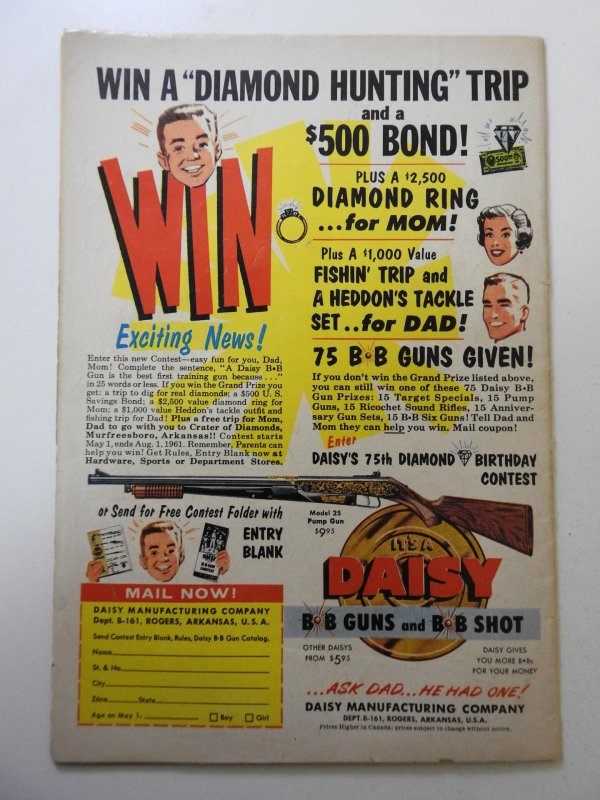 WIN A "DIAMOND HUNTING" TRIP
and a
$500 BOND!
$500
WIN
PLUS A $2,500
DIAMOND RING
...for MOM!
Plus A $1,000 Value
FISHIN' TRIP and
A HEDDON'S TACKLE
SET..for DAD!
Exciting News!
Enter this new Contest—easy fun for you, Dad,
Mom! Complete the sentence, "A Daisy B•B
Gun is the best first training gun because ..."
in 25 words or less. If you win the Grand Prize you
get: a trip to dig for real diamonds; a $500 U. S.
Savings Bond; a $2,500 value diamond ring for
Mom; a $1,000 value Heddon's tackle outfit and
fishing trip for Dad! Plus a free trip for Mom,
Dad to go with you to Crater of Diamonds,
Murfreesboro, Arkansas!! Contest starts
May 1, ends Aug. 1, 1961. Remember, Parents can
help you win! Get Rules, Entry Blank now at
Hardware, Sports or Department Stores.
75 B•B GUNS GIVEN!
If you don't win the Grand Prize listed above,
you can still win one of these 75 Daisy B•B
Gun Prizes: 15 Target Specials, 15 Pump
Guns, 15 Ricochet Sound Rifles, 15 Anniver-
sary Gun Sets, 15 B•B Six Guns! Tell Dad and
Mom they can help you win. Mail coupon!
Enter
DAISY'S 75th DIAMOND BIRTHDAY
CONTEST
or Send for Free Contest Folder with
ENTRY
BLANK
Model 25
Pump Gun
$9.95
IT'S A
DAISY
B•B GUNS and B•B SHOT
OTHER DAISYS
FROM $5.95
DAISY GIVES
YOU MORE B•Bs
FOR YOUR MONEY
...ASK DAD...HE HAD ONE!
DAISY MANUFACTURING COMPANY
DEPT. B-161, ROGERS, ARKANSAS, U.S.A.
Prices Higher in Canada; prices subject to change without notice.
MAIL NOW!
DAISY MANUFACTURING COMPANY
Dept. B-161, ROGERS, ARKANSAS, U.S.A.
Send Contest Entry Blank, Rules, Daisy B-B Gun Catalog.
Name
St. & No.
City
Zone State
Age on May 1: Boy Girl